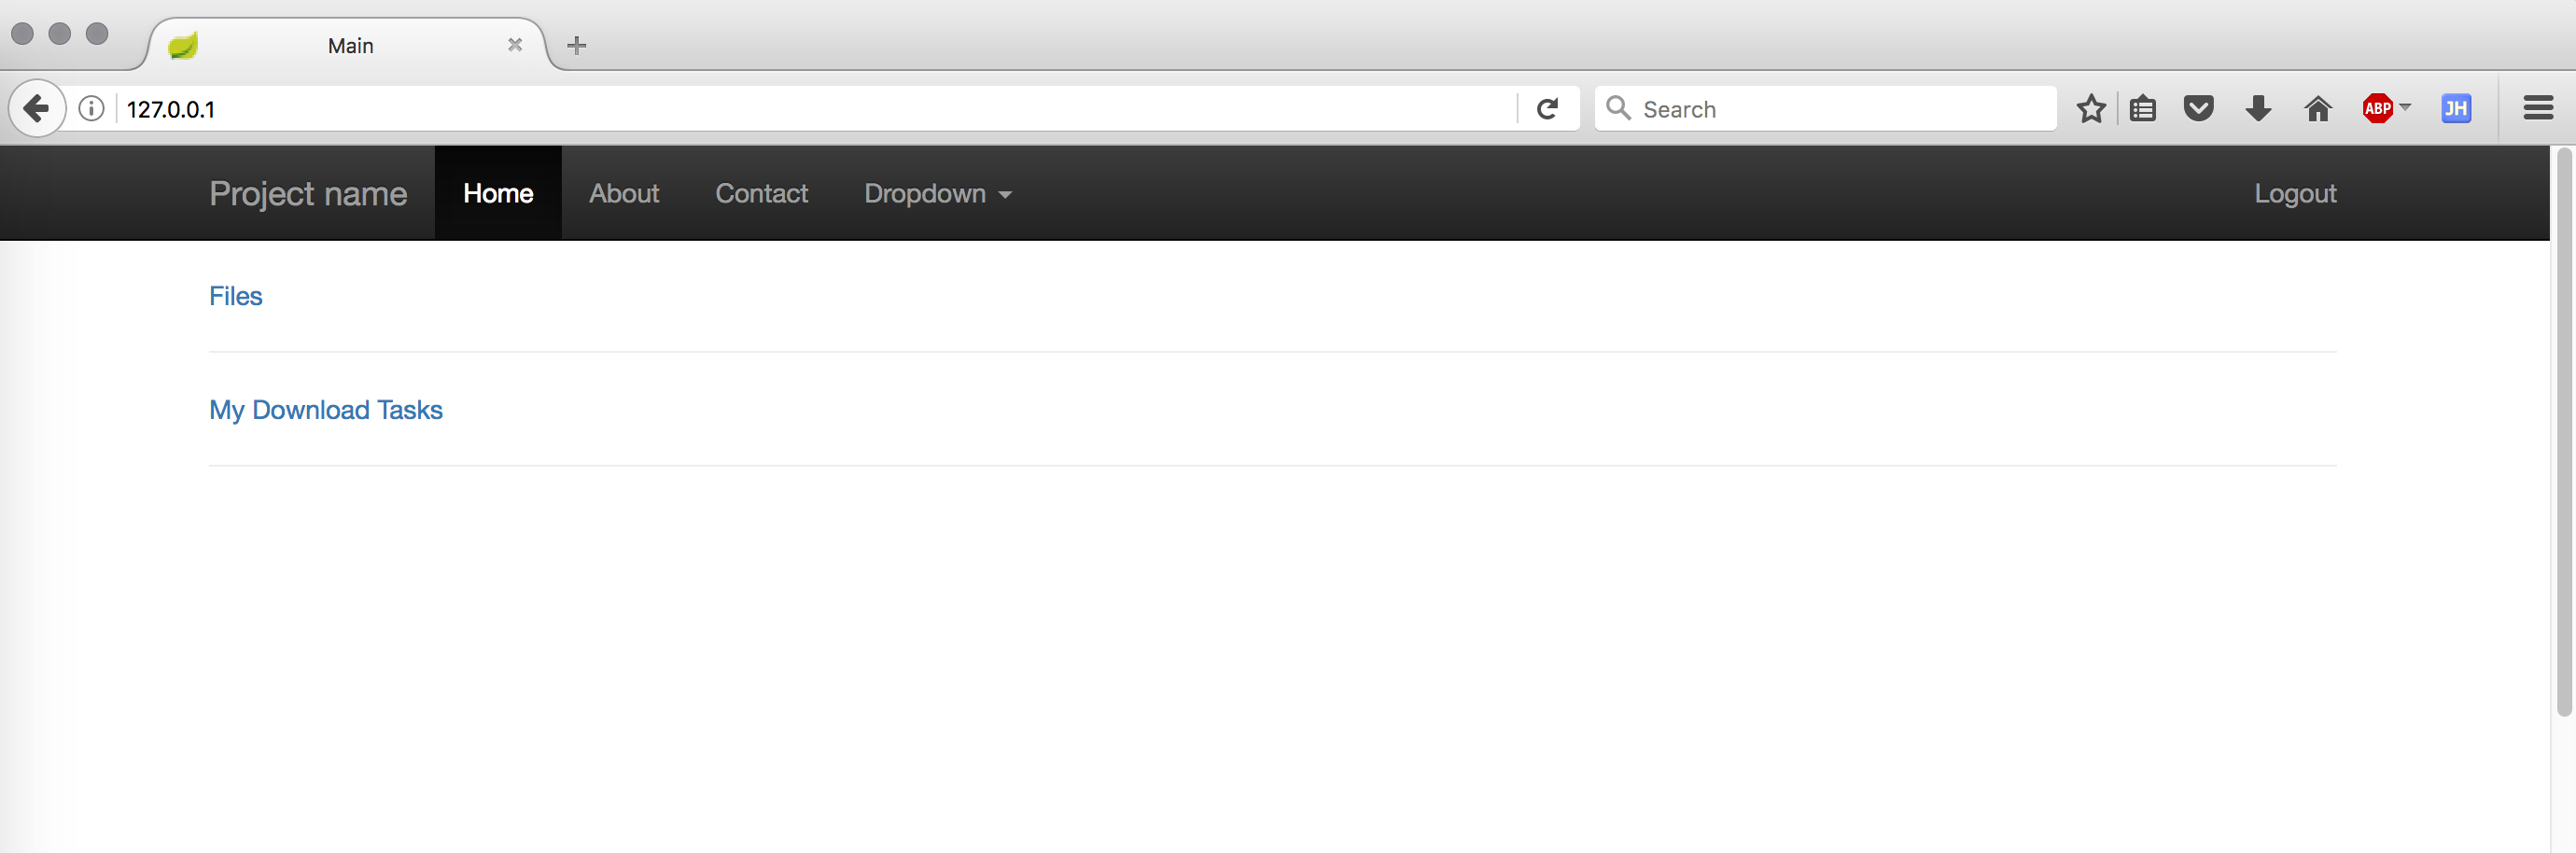 Main
127.0.0.1
Search
ABP
JH
Project name Home About Contact Dropdown Logout
Files
My Download Tasks